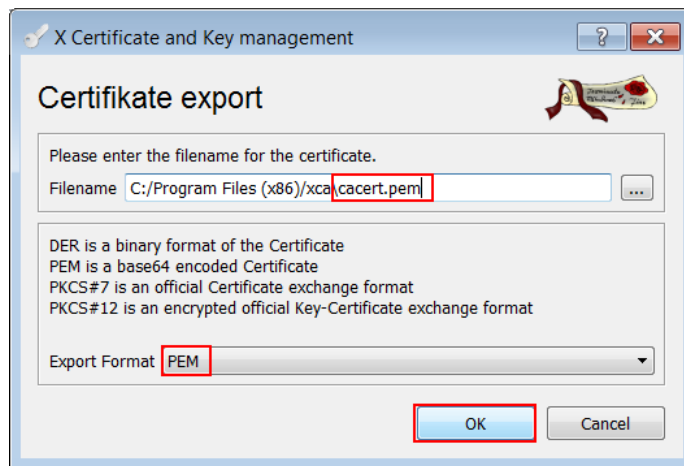 X Certificate and Key management
Certifikate export
Please enter the filename for the certificate.
Filename C:/Program Files (x86)/xca\cacert.pem ...
DER is a binary format of the Certificate
PEM is a base64 encoded Certificate
PKCS#7 is an official Certificate exchange format
PKCS#12 is an encrypted official Key-Certificate exchange format
Export Format PEM
OK Cancel